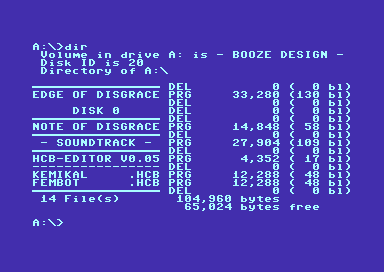 A:\>dir
Volume in drive A: is - BOOZE DESIGN -
Disk ID is 20
Directory of A:\
DEL 0 ( 0 bl)
EDGE OF DISGRACE PRG 33,280 (130 bl)
DEL 0 ( 0 bl)
DISK 0 DEL 0 ( 0 bl)
DEL 0 ( 0 bl)
NOTE OF DISGRACE PRG 14,848 ( 58 bl)
DEL 0 ( 0 bl)
- SOUNDTRACK - PRG 27,904 (109 bl)
DEL 0 ( 0 bl)
HCB-EDITOR V0.05 PRG 4,352 ( 17 bl)
---------------- DEL 0 ( 0 bl)
KEMIKAL .HCB PRG 12,288 ( 48 bl)
FEMBOT .HCB PRG 12,288 ( 48 bl)
DEL 0 ( 0 bl)
14 File(s) 104,960 bytes
65,024 bytes free
A:\>